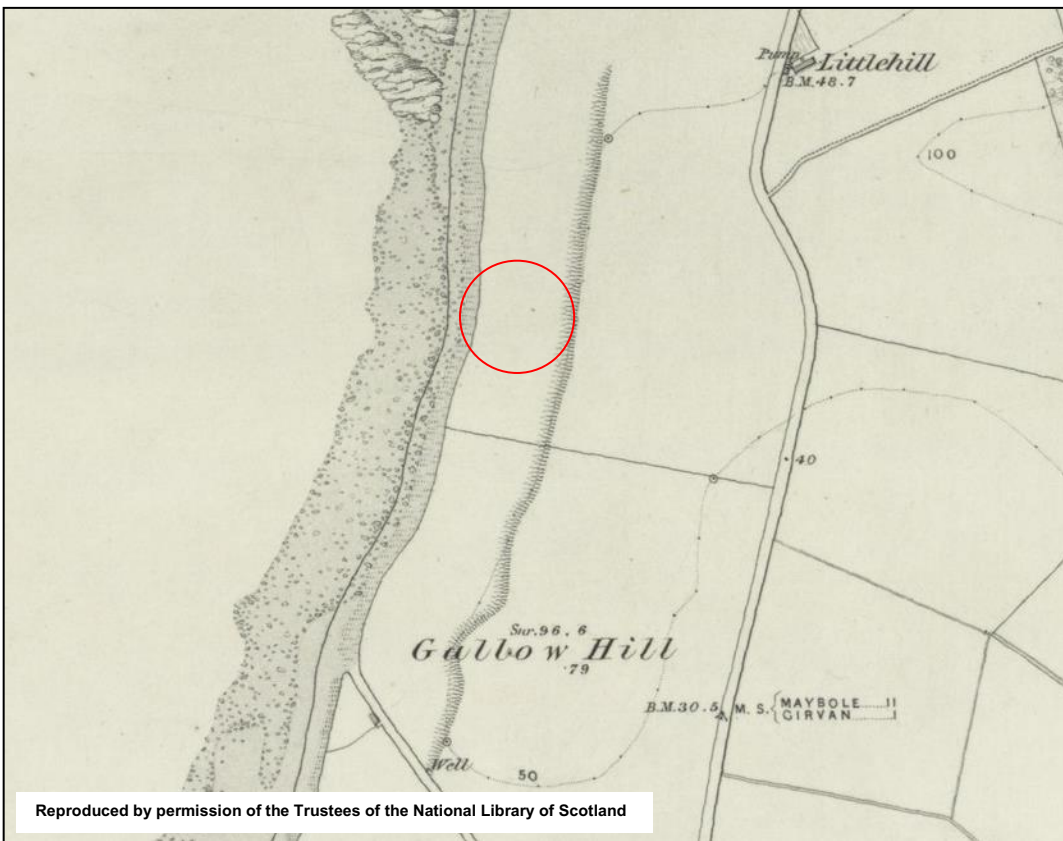 Pump
Littlehill
B.M.48.7
100
40
Sur.96.6
Galbow Hill
79
B.M.30.5 M.S. MAYBOLE 11
GIRVAN 1
Well
50
Reproduced by permission of the Trustees of the National Library of Scotland